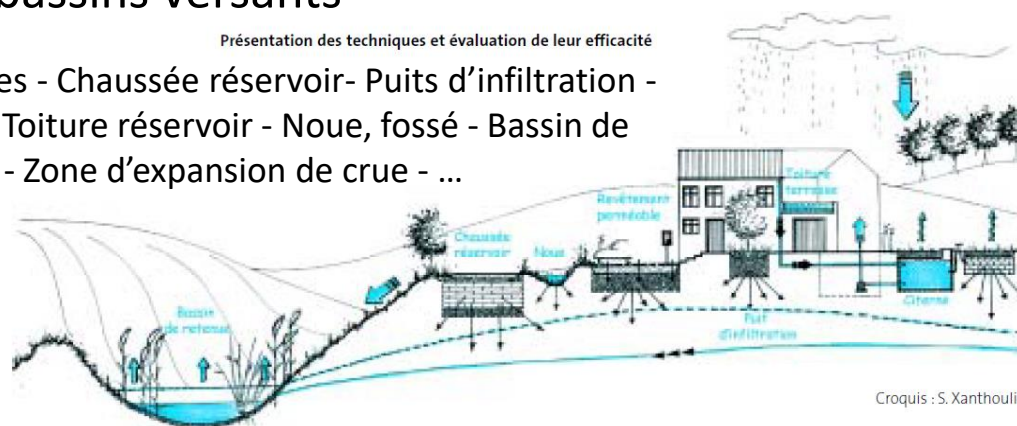 bassins versants
Présentation des techniques et évaluation de leur efficacité
es - Chaussée réservoir- Puits d’infiltration -
Toiture réservoir - Noue, fossé - Bassin de
- Zone d’expansion de crue - ...
Toiture
terrasse
Revêtement
perméable
Chaussée
réservoir
Noue
Bassin
de retenue
Citerne
Puit
d'infiltration
Croquis : S. Xanthouli